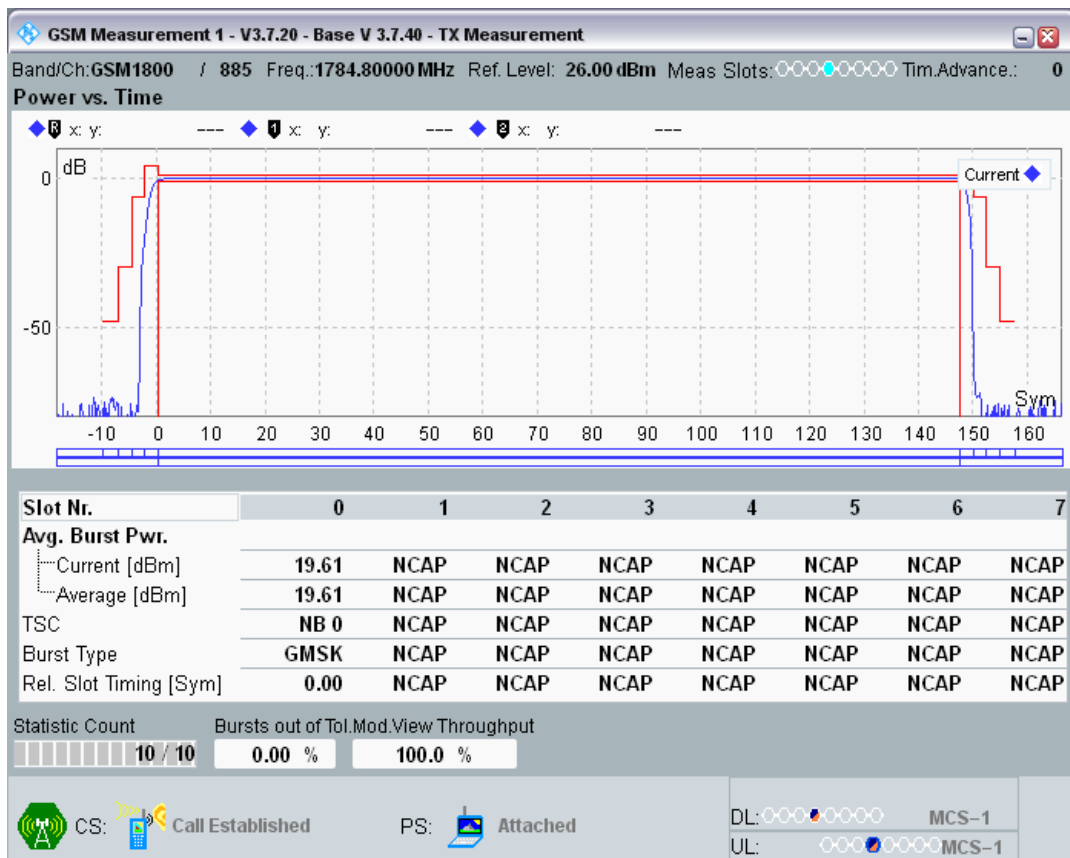 GSM Measurement 1 - V3.7.20 - Base V 3.7.40 - TX Measurement
Band/Ch:GSM1800 / 885 Freq.:1784.80000 MHz Ref. Level: 26.00 dBm Meas Slots: Tim.Advance.: 0
Power vs. Time
R x: y: --- 1 x: y: --- 2 x: y: ---
dB
Current
0
-50
Sym
-10 0 10 20 30 40 50 60 70 80 90 100 110 120 130 140 150 160
Slot Nr. 0 1 2 3 4 5 6 7
Avg. Burst Pwr.
Current [dBm] 19.61 NCAP NCAP NCAP NCAP NCAP NCAP NCAP
Average [dBm] 19.61 NCAP NCAP NCAP NCAP NCAP NCAP NCAP
TSC NB 0 NCAP NCAP NCAP NCAP NCAP NCAP NCAP
Burst Type GMSK NCAP NCAP NCAP NCAP NCAP NCAP NCAP
Rel. Slot Timing [Sym] 0.00 NCAP NCAP NCAP NCAP NCAP NCAP NCAP
Statistic Count Bursts out of Tol. Mod.View Throughput
10 / 10 0.00 % 100.0 %
CS: Call Established PS: Attached
DL: MCS-1
UL: MCS-1